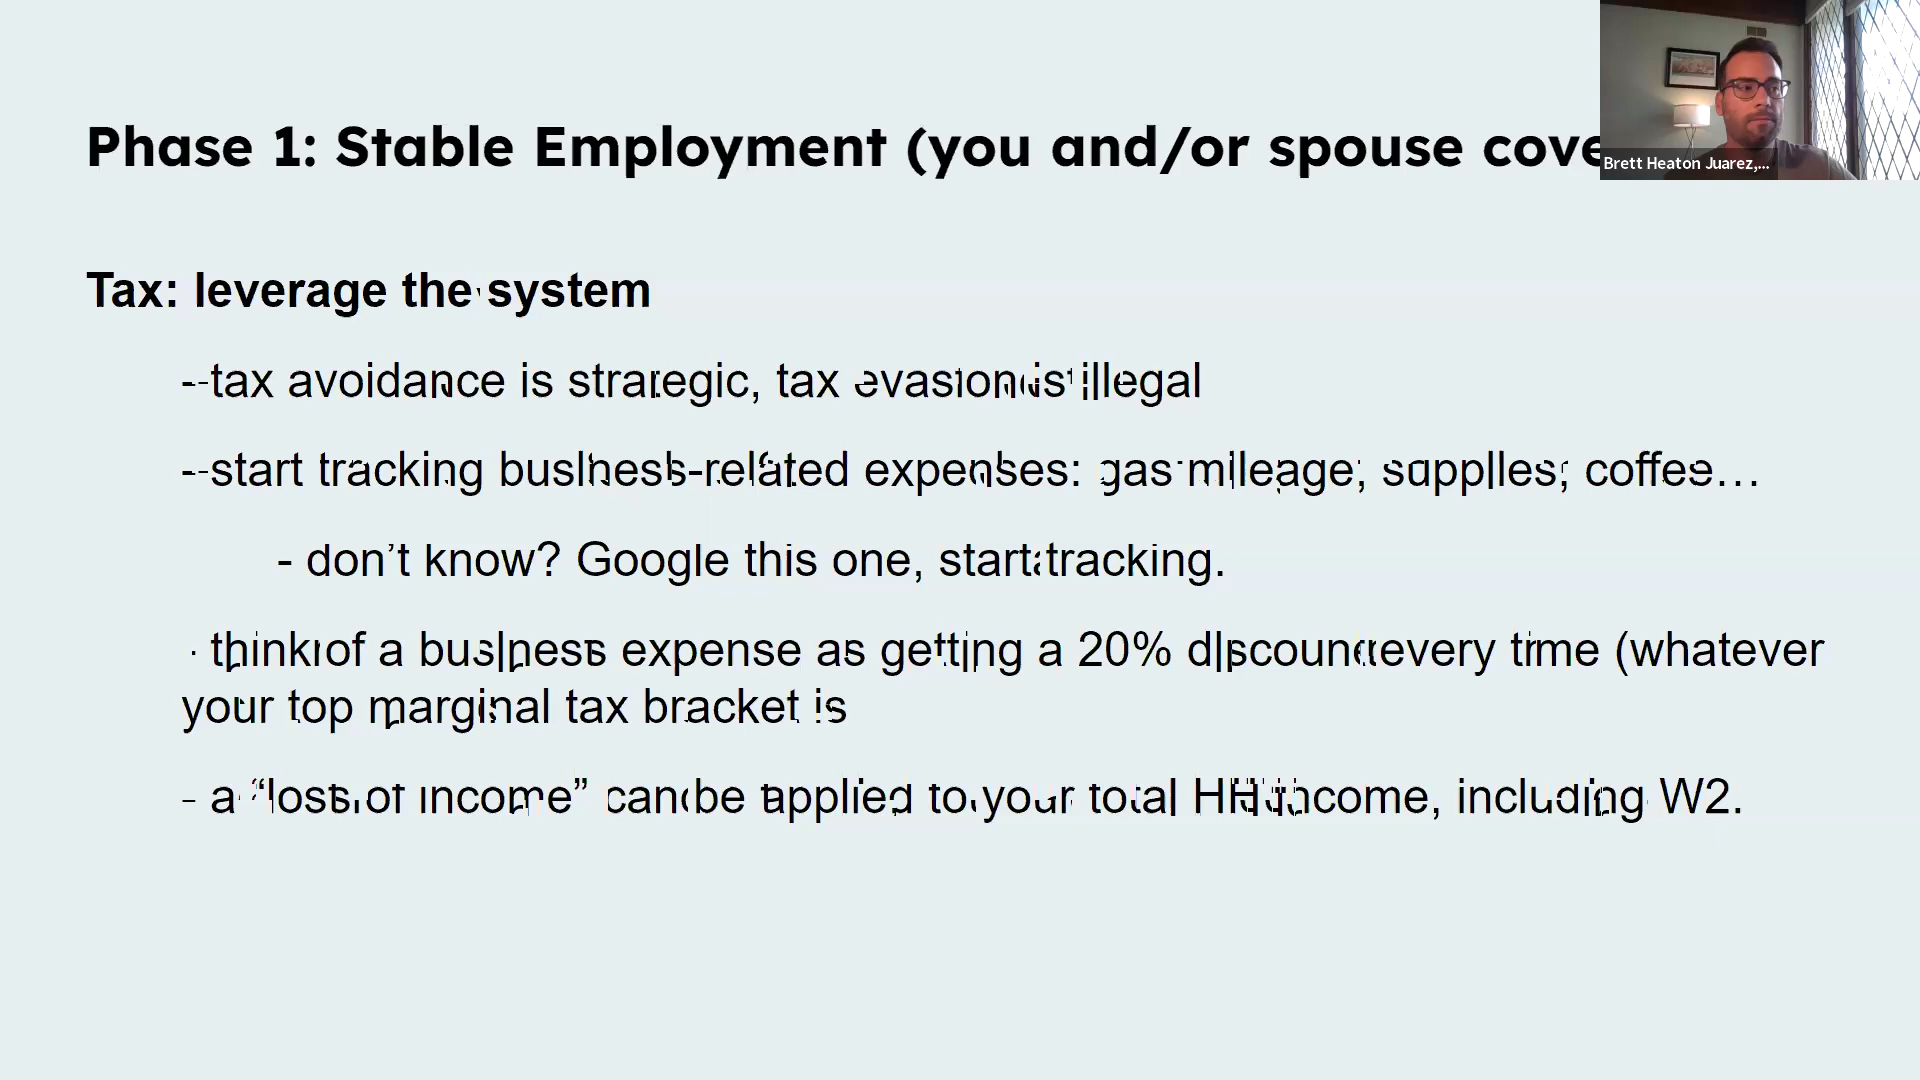 Phase 1: Stable Employment (you and/or spouse cove
Brett Heaton Juarez,...
Tax: leverage the system
- tax avoidance is strategic, tax evasion is illegal
- start tracking business-related expenses: gas mileage, supplies, coffee…
- don’t know? Google this one, start tracking.
- think of a business expense as getting a 20% discount every time (whatever
your top marginal tax bracket is
- a “loss of income” can be applied to your total HH income, including W2.